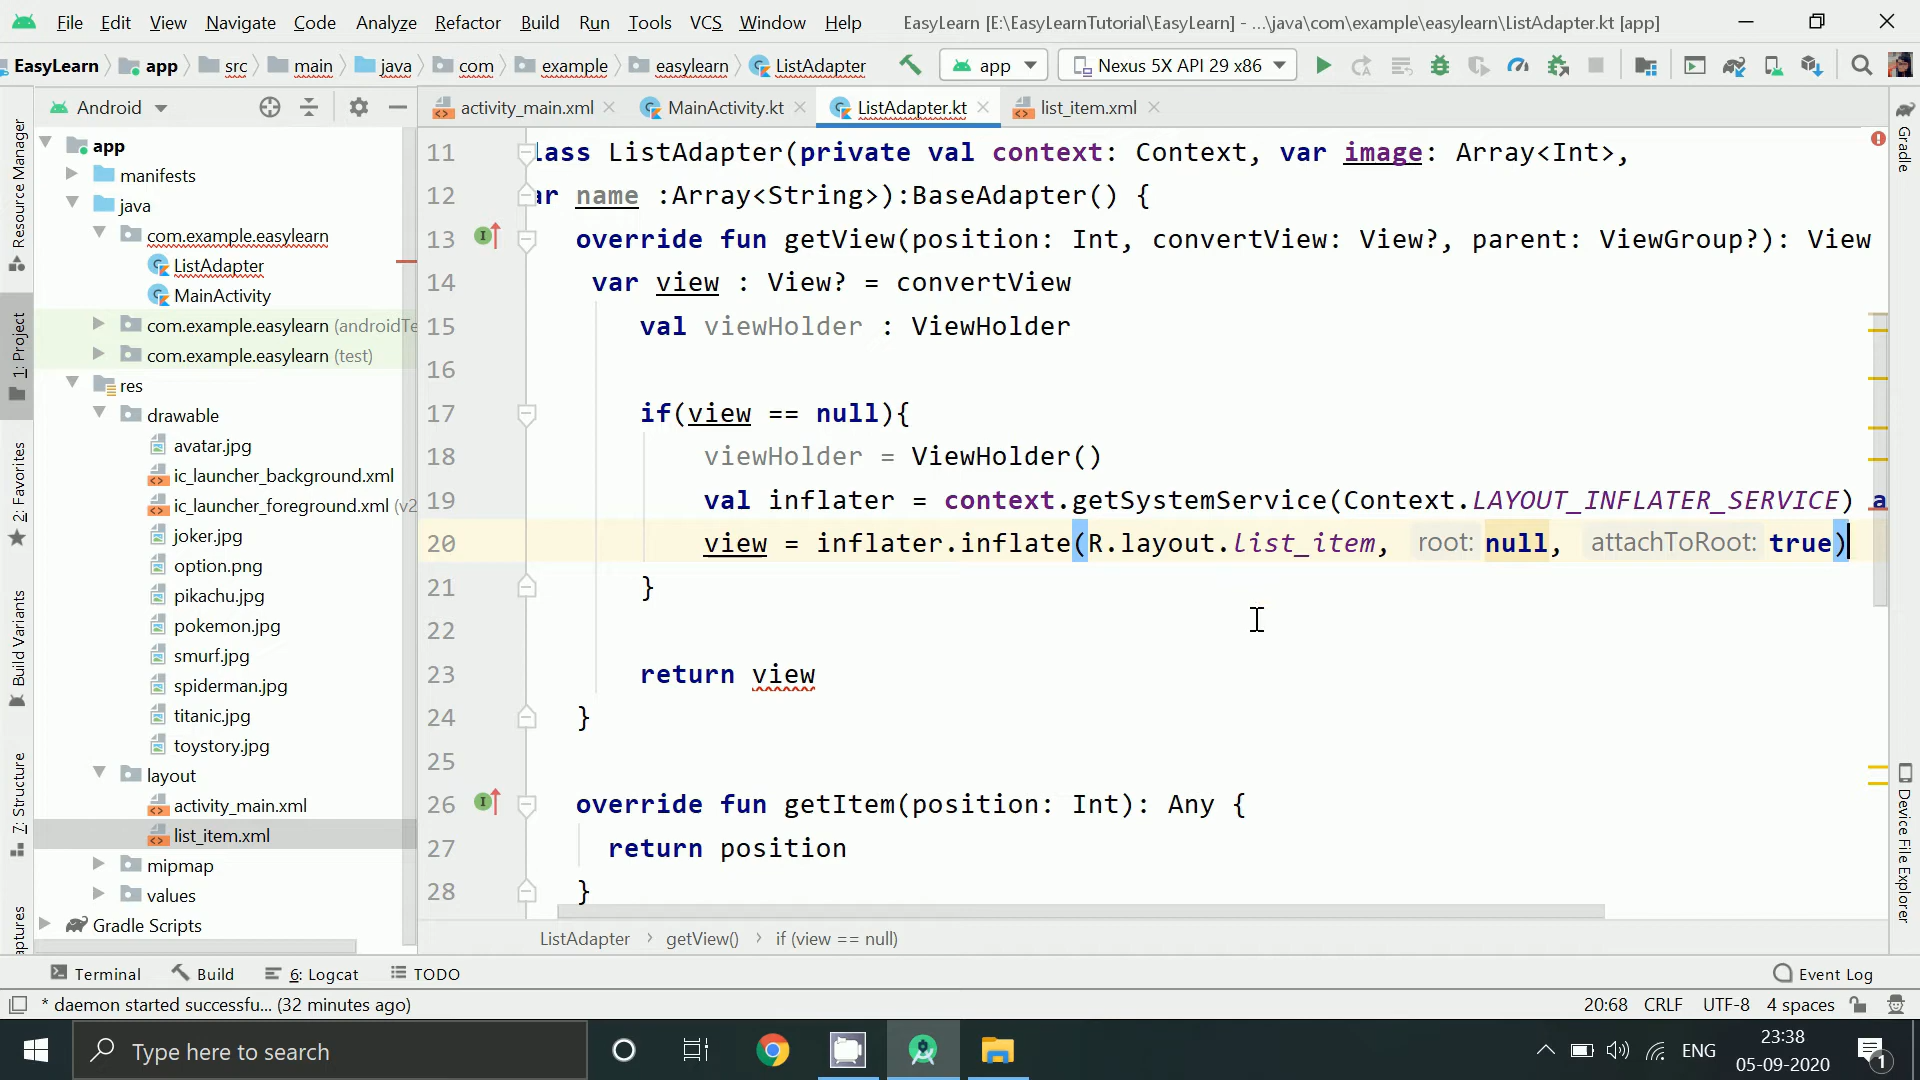 File Edit View Navigate Code Analyze Refactor Build Run Tools VCS Window Help EasyLearn [E:\EasyLearnTutorial\EasyLearn] - ...\java\com\example\easylearn\ListAdapter.kt [app]
EasyLearn app src main java com example easylearn ListAdapter app Nexus 5X API 29 x86
Android
activity_main.xml MainActivity.kt ListAdapter.kt list_item.xml
Resource Manager
1: Project
2: Favorites
Build Variants
7: Structure
aptures
app
manifests
java
com.example.easylearn
ListAdapter
MainActivity
com.example.easylearn (androidTe
com.example.easylearn (test)
res
drawable
avatar.jpg
ic_launcher_background.xml
ic_launcher_foreground.xml (v2
joker.jpg
option.png
pikachu.jpg
pokemon.jpg
smurf.jpg
spiderman.jpg
titanic.jpg
toystory.jpg
layout
activity_main.xml
list_item.xml
mipmap
values
Gradle Scripts
11 lass ListAdapter(private val context: Context, var image: Array<Int>,
12 ar name :Array<String>):BaseAdapter() {
13 override fun getView(position: Int, convertView: View?, parent: ViewGroup?): View
14 var view : View? = convertView
15 val viewHolder : ViewHolder
16
17 if(view == null){
18 viewHolder = ViewHolder()
19 val inflater = context.getSystemService(Context.LAYOUT_INFLATER_SERVICE) a
20 view = inflater.inflate(R.layout.list_item, root: null, attachToRoot: true)
21 }
22
23 return view
24 }
25
26 override fun getItem(position: Int): Any {
27 return position
28 }
ListAdapter › getView() › if (view == null)
Gradle
Device File Explorer
Terminal Build 6: Logcat TODO Event Log
* daemon started successfu... (32 minutes ago) 20:68 CRLF UTF-8 4 spaces
Type here to search ENG 23:38
05-09-2020 1